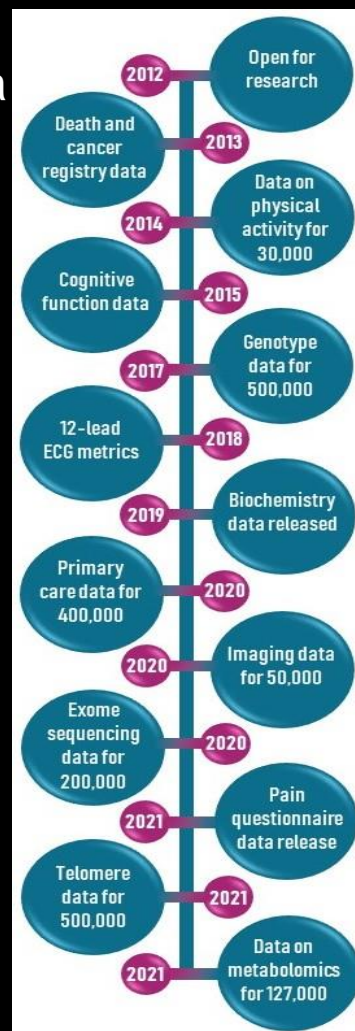 a
2012
Open for
research
Death and
cancer
registry data
2013
2014
Data on
physical
activity for
30,000
Cognitive
function data
2015
2017
Genotype
data for
500,000
12-lead
ECG metrics
2018
2019
Biochemistry
data released
Primary
care data for
400,000
2020
2020
Imaging data
for 50,000
Exome
sequencing
data for
200,000
2020
2021
Pain
questionnaire
data release
Telomere
data for
500,000
2021
2021
Data on
metabolomics
for 127,000